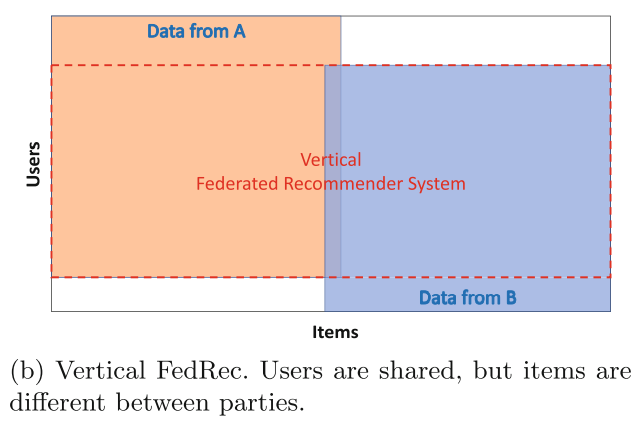 Data from A
Users
Vertical
Federated Recommender System
Data from B
Items
(b) Vertical FedRec. Users are shared, but items are
different between parties.